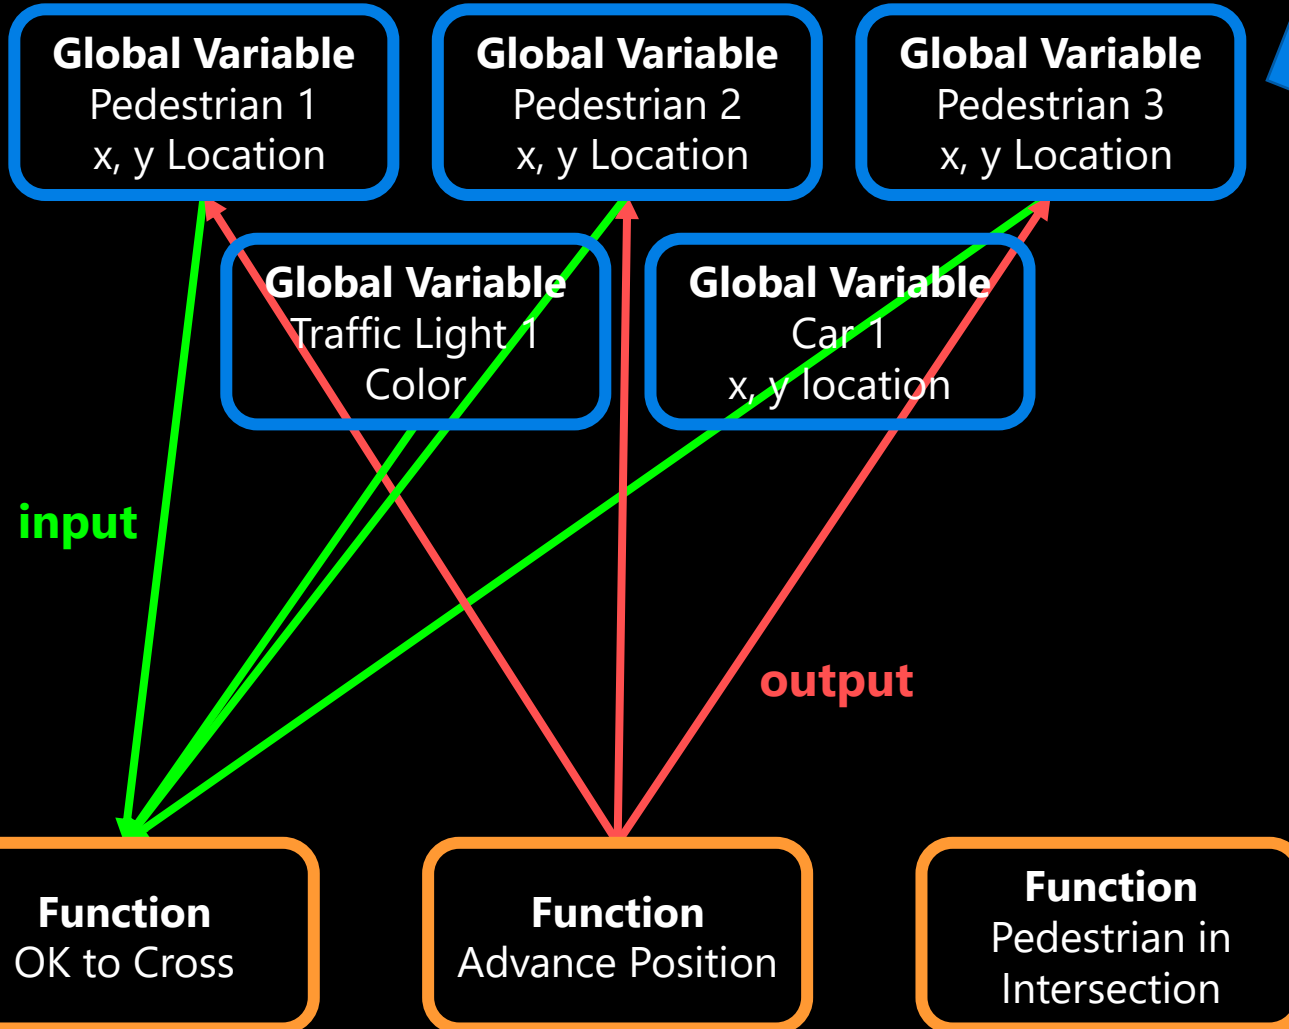 Global Variable
Pedestrian 1
x, y Location
Global Variable
Pedestrian 2
x, y Location
Global Variable
Pedestrian 3
x, y Location
Global Variable
Traffic Light 1
Color
Global Variable
Car 1
x, y location
input
output
Function
OK to Cross
Function
Advance Position
Function
Pedestrian in
Intersection